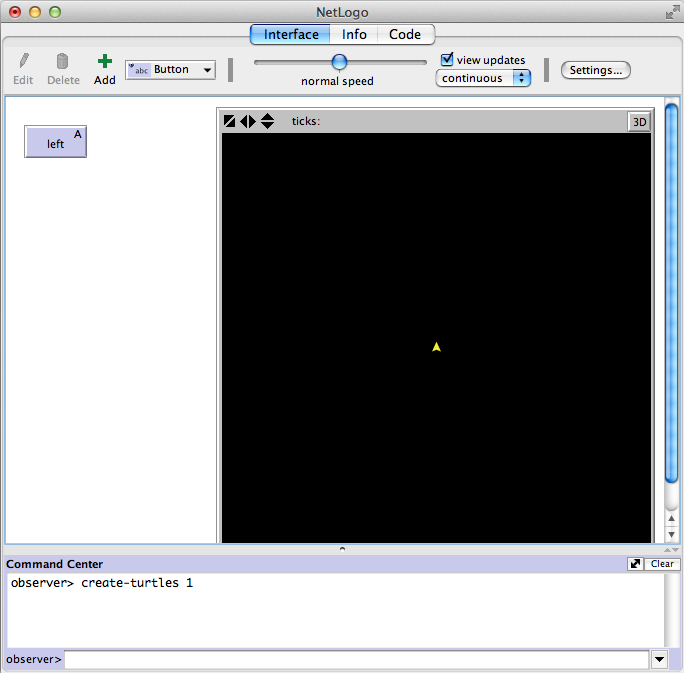 NetLogo
Interface Info Code
Edit Delete Add abc Button normal speed view updates continuous Settings...
A
left
ticks: 3D
Command Center Clear
observer> create-turtles 1
observer>